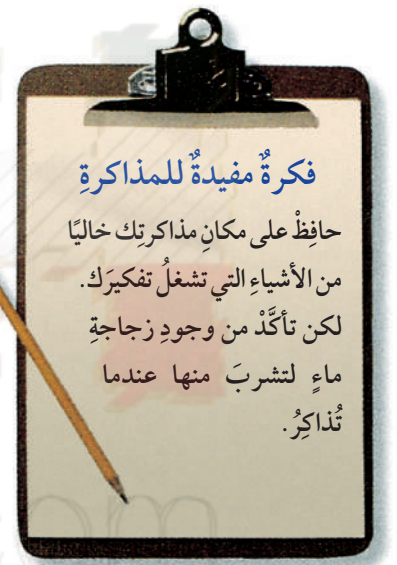 فكرةٌ مفيدةٌ للمذاكرةِ
حافِظْ على مكانِ مذاكرتِك خاليًا
من الأشياءِ التي تشغلُ تفكيرَك.
لكن تأكَّدْ من وجودِ زجاجةِ
ماءٍ لتشربَ منها عندما
تُذاكِرُ.